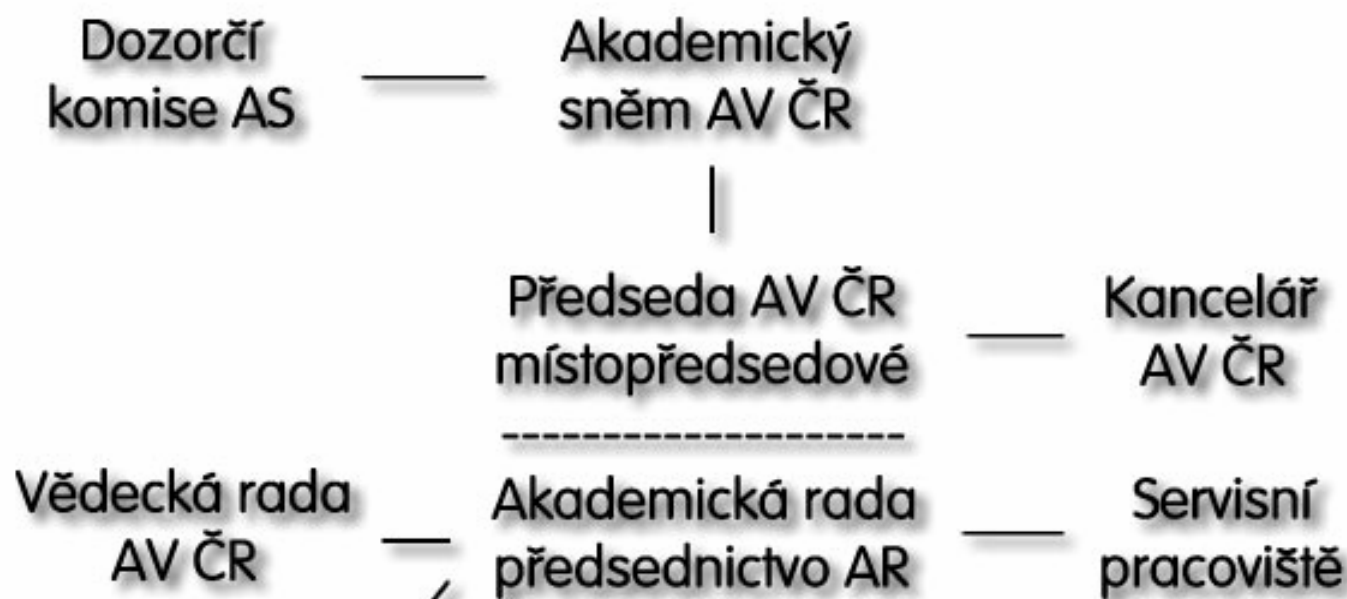 Dozorčí
komise AS
Akademický
sněm AV ČR
Předseda AV ČR
místopředsedové
Kancelář
AV ČR
Vědecká rada
AV ČR
Akademická rada
předsednictvo AR
Servisní
pracoviště